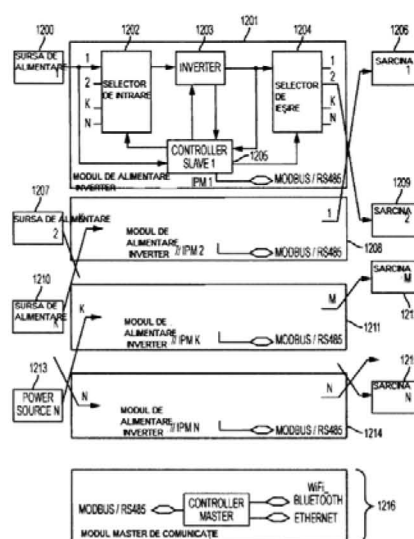 1200
1202
1203
1201
1204
1206
SURSA DE
ALIMENTARE
1
2
K
N
SELECTOR
DE INTRARE
INVERTER
SELECTOR
DE
IEŞIRE
1
2
K
N
SARCINA
1
CONTROLLER
SLAVE 1
1205
MODUL DE ALIMENTARE
INVERTER
IPM 1
MODBUS / RS485
1207
SURSA DE ALIMENTARE
2
MODUL DE
ALIMENTARE
INVERTER
// IPM 2
1
MODBUS / RS485
1208
1209
SARCINA
2
1210
SURSA DE
ALIMENTARE
K
K
MODUL DE
ALIMENTARE
INVERTER
// IPM K
M
MODBUS / RS485
1211
SARCINA
M
1213
POWER
SOURCE N
N
MODUL DE
ALIMENTARE
INVERTER
// IPM N
N
MODBUS / RS485
1214
SARCINA
N
MODBUS / RS485
CONTROLLER
MASTER
WiFi
BLUETOOTH
ETHERNET
MODUL MASTER DE COMUNICAŢIE
1216